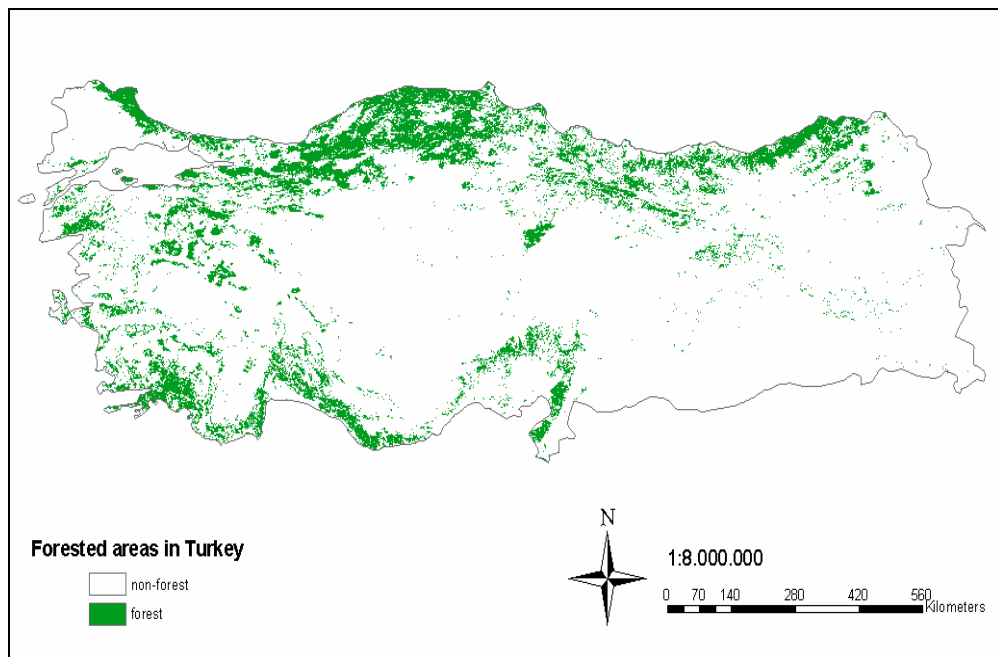 Forested areas in Turkey
non-forest
forest
N
1:8.000.000
0 70 140 280 420 560
Kilometers